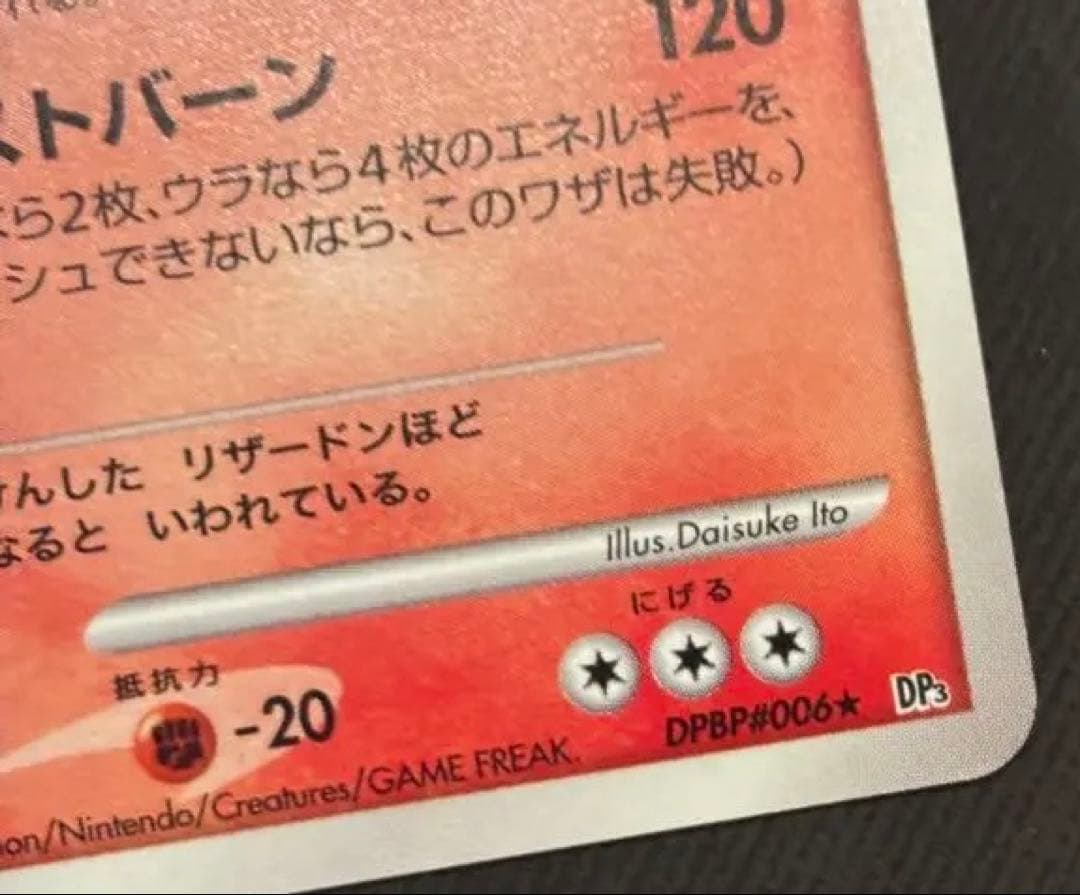 120
ストバーン
ら2枚、ウラなら4枚のエネルギーを、
シュできないなら、このワザは失敗。)
んした リザードンほど
なると いわれている。
Illus.Daisuke Ito
にげる
抵抗力
-20
DPBP#006★
DP3
on/Nintendo/Creatures/GAME FREAK.